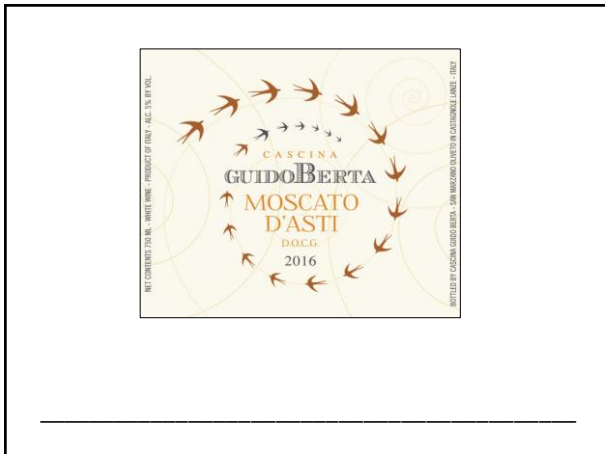 NET CONTENTS 750 ML - WHITE WINE - PRODUCT OF ITALY - ALC. 5% BY VOL.
CASCINA
GUIDOBERTA
MOSCATO
D'ASTI
D.O.C.G.
2016
BOTTLED BY CASCINA GUIDO BERTA - SAN MARZANO OLIVETO IN CASTAGNOLE LANZE - ITALY